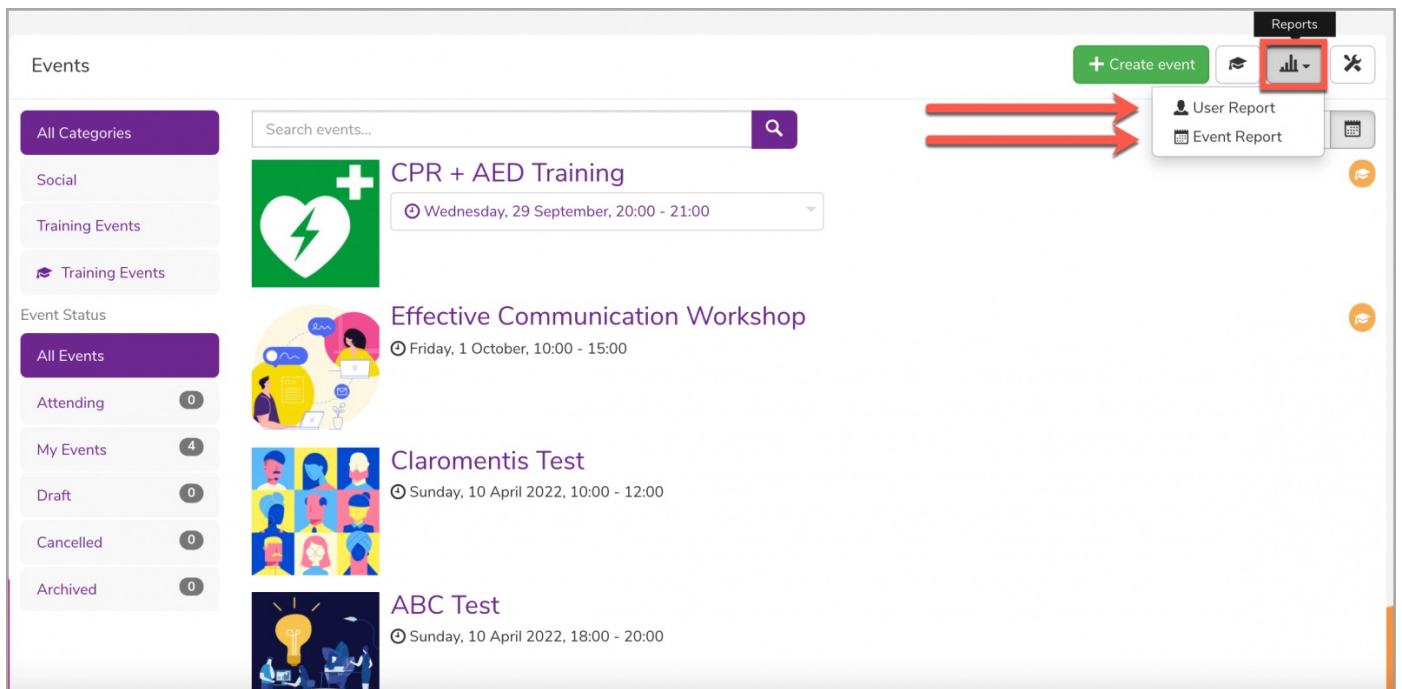 Reports
Events
Create event
User Report
Event Report
All Categories
Social
Training Events
Training Events
Event Status
All Events
Attending 0
My Events 4
Draft 0
Cancelled 0
Archived 0
Search events...
CPR + AED Training
Wednesday, 29 September, 20:00 - 21:00
Effective Communication Workshop
Friday, 1 October, 10:00 - 15:00
Claromentis Test
Sunday, 10 April 2022, 10:00 - 12:00
ABC Test
Sunday, 10 April 2022, 18:00 - 20:00